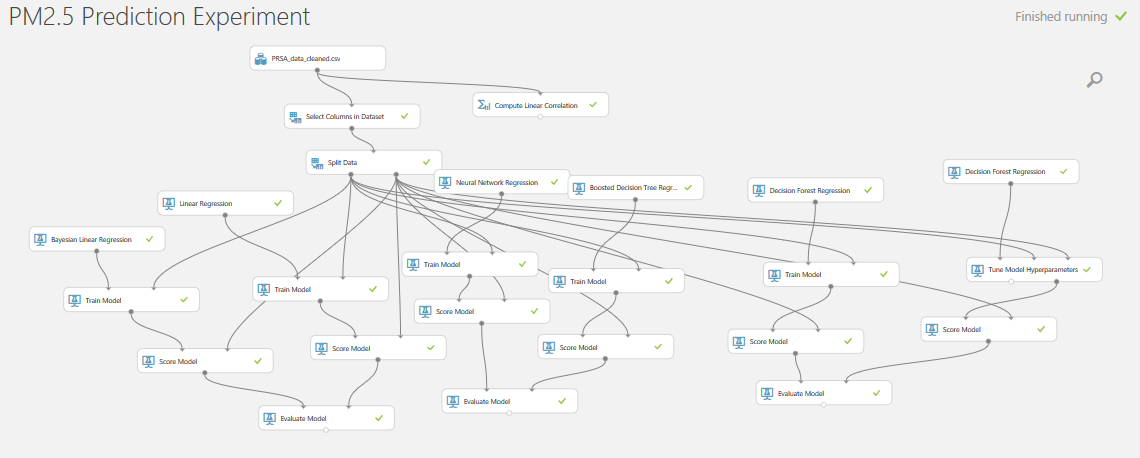 PM2.5 Prediction Experiment
Finished running
PRSA_data_cleaned.csv
Compute Linear Correlation
Select Columns in Dataset
Split Data
Neural Network Regression
Boosted Decision Tree Regr...
Decision Forest Regression
Decision Forest Regression
Linear Regression
Bayesian Linear Regression
Train Model
Train Model
Train Model
Train Model
Train Model
Tune Model Hyperparameters
Score Model
Score Model
Score Model
Score Model
Score Model
Score Model
Evaluate Model
Evaluate Model
Evaluate Model